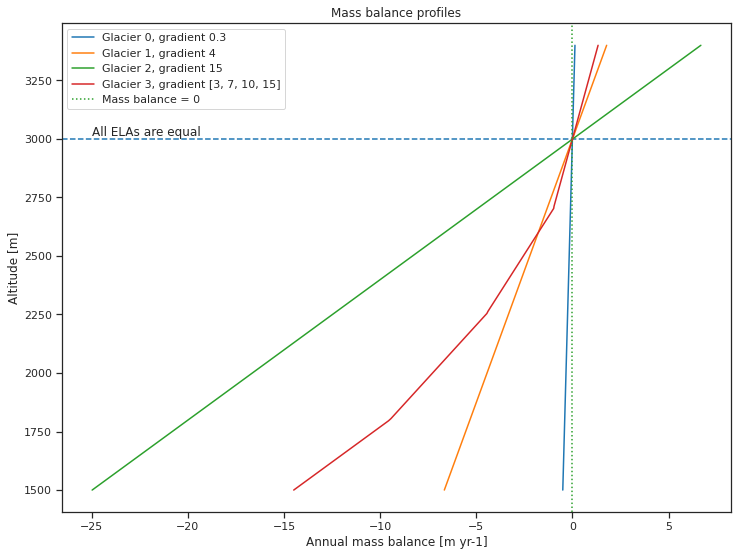 Mass balance profiles
Glacier 0, gradient 0.3
Glacier 1, gradient 4
Glacier 2, gradient 15
Glacier 3, gradient [3, 7, 10, 15]
Mass balance = 0
All ELAs are equal
Altitude [m]
3250
3000
2750
2500
2250
2000
1750
1500
−25
−20
−15
−10
−5
0
5
Annual mass balance [m yr-1]